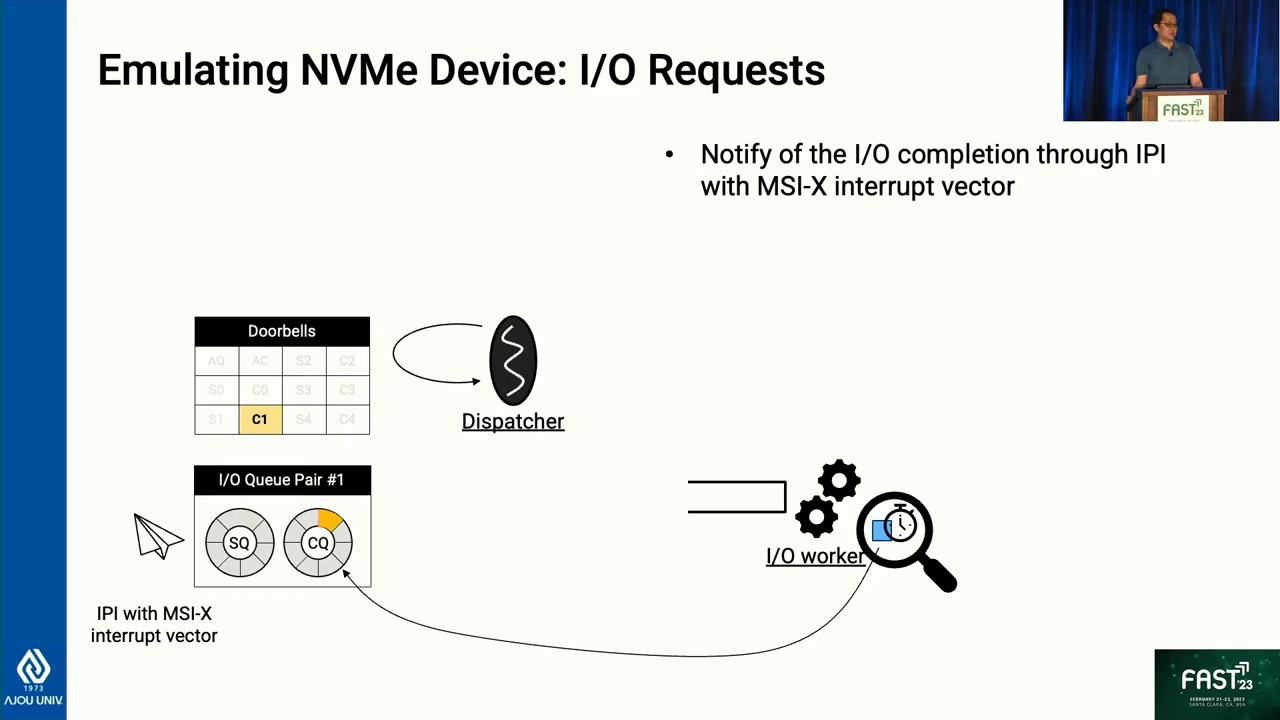 Emulating NVMe Device: I/O Requests
FAST'23
• Notify of the I/O completion through IPI
with MSI-X interrupt vector
Doorbells
AQ AC S2 C2
S0 C0 S3 C3
S1 C1 S4 C4
Dispatcher
I/O Queue Pair #1
SQ CQ
I/O worker
IPI with MSI-X
interrupt vector
1973
AJOU UNIV.
FAST'23
FEBRUARY 21-23, 2023
SANTA CLARA, CA, USA